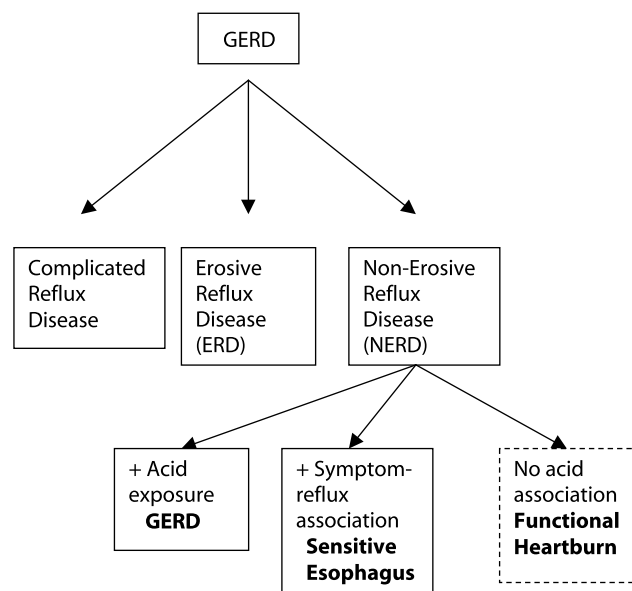 GERD
Complicated
Reflux
Disease
Erosive
Reflux
Disease
(ERD)
Non-Erosive
Reflux
Disease
(NERD)
+ Acid
exposure
GERD
+ Symptom-
reflux
association
Sensitive
Esophagus
No acid
association
Functional
Heartburn